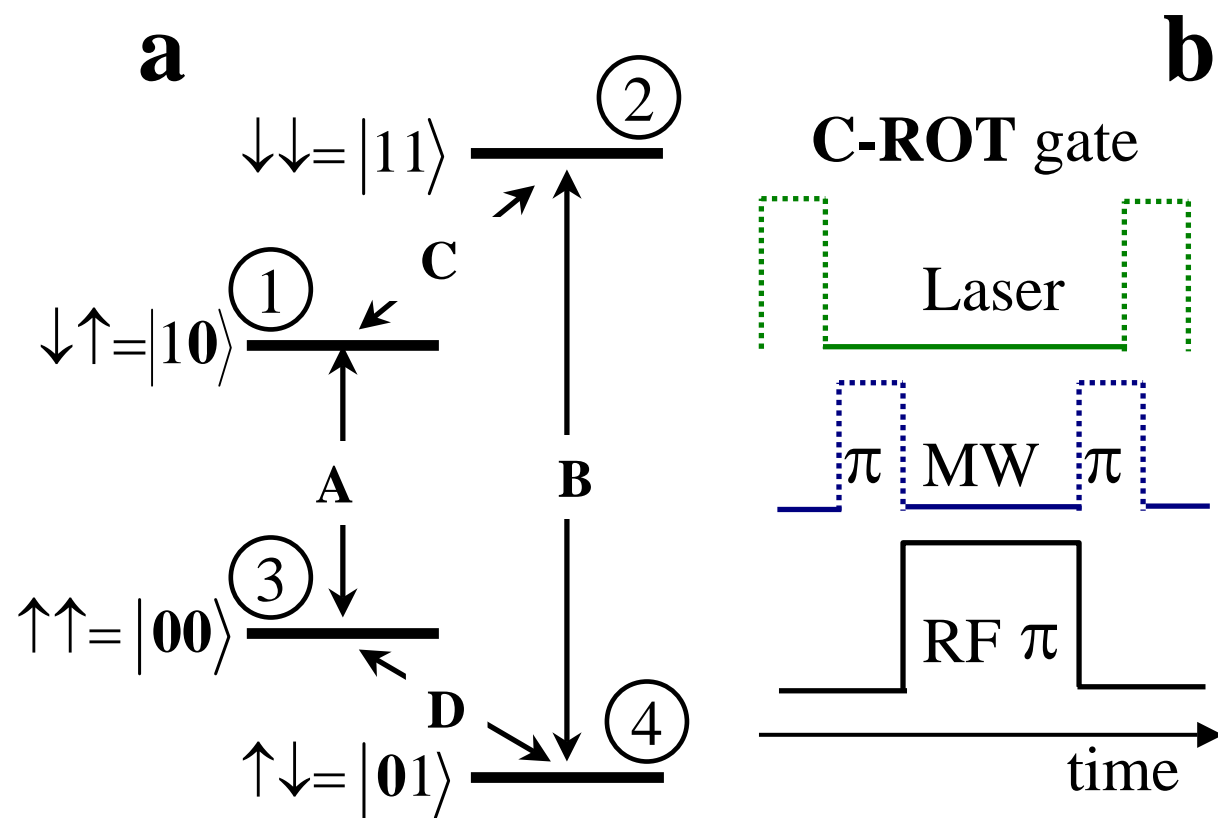 a
2
↓↓=|11⟩
C
1
↓↑=|10⟩
A
B
3
↑↑=|00⟩
D
4
↑↓=|01⟩
b
C-ROT gate
Laser
π MW π
RF π
time